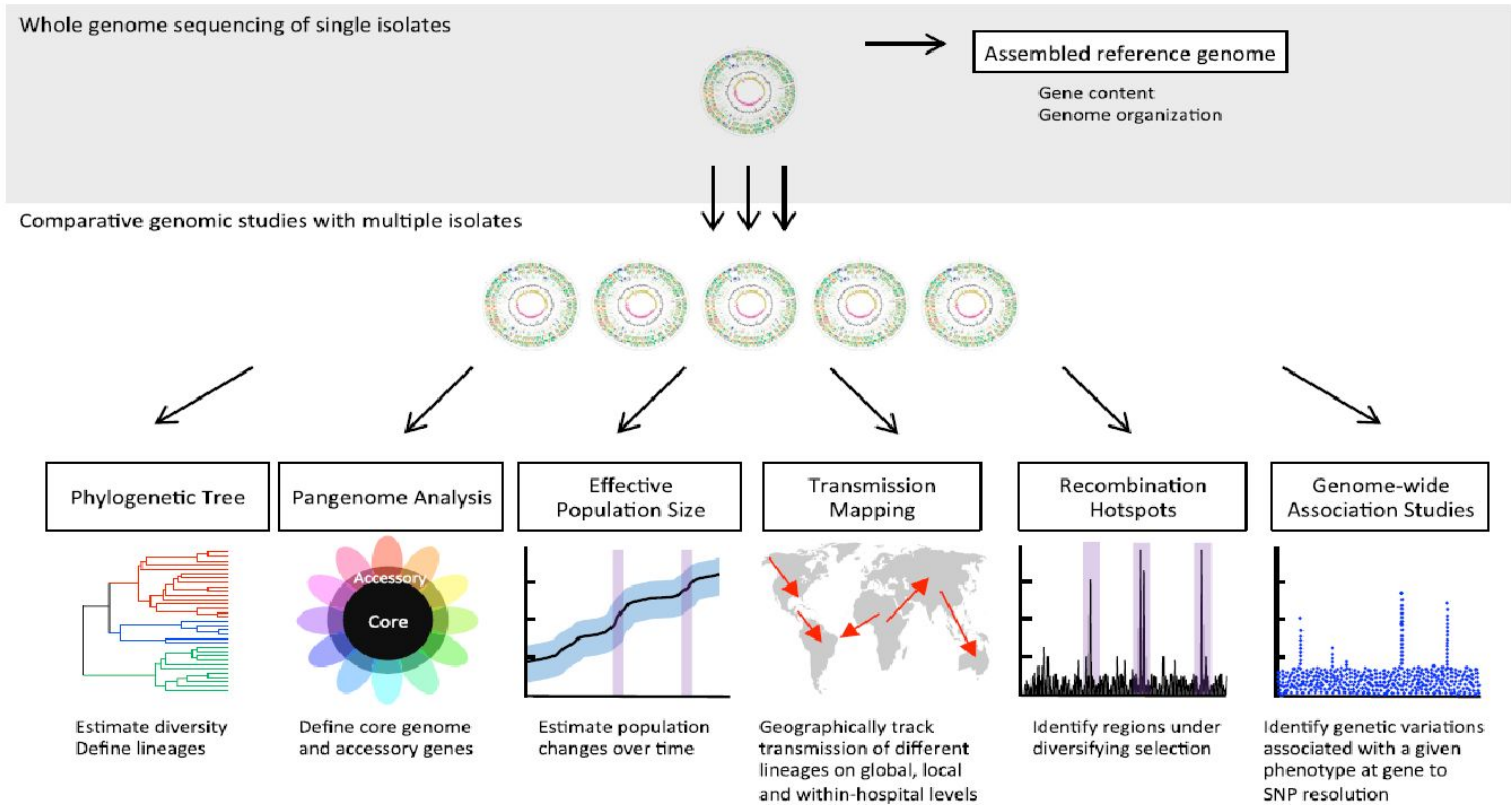 Whole genome sequencing of single isolates
Assembled reference genome
Gene content
Genome organization
Comparative genomic studies with multiple isolates
Phylogenetic Tree
Pangenome Analysis
Effective
Population Size
Transmission
Mapping
Recombination
Hotspots
Genome-wide
Association Studies
Accessory
Core
Estimate diversity
Define lineages
Define core genome
and accessory genes
Estimate population
changes over time
Geographically track
transmission of different
lineages on global, local
and within-hospital levels
Identify regions under
diversifying selection
Identify genetic variations
associated with a given
phenotype at gene to
SNP resolution